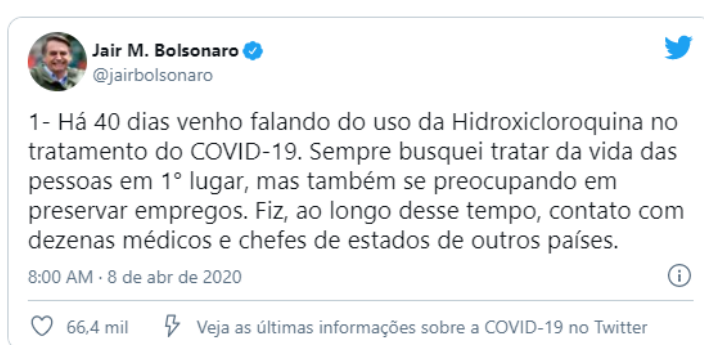 Jair M. Bolsonaro
@jairbolsonaro
1- Há 40 dias venho falando do uso da Hidroxicloroquina no
tratamento do COVID-19. Sempre busquei tratar da vida das
pessoas em 1° lugar, mas também se preocupando em
preservar empregos. Fiz, ao longo desse tempo, contato com
dezenas médicos e chefes de estados de outros países.
8:00 AM · 8 de abr de 2020
66,4 mil Veja as últimas informações sobre a COVID-19 no Twitter